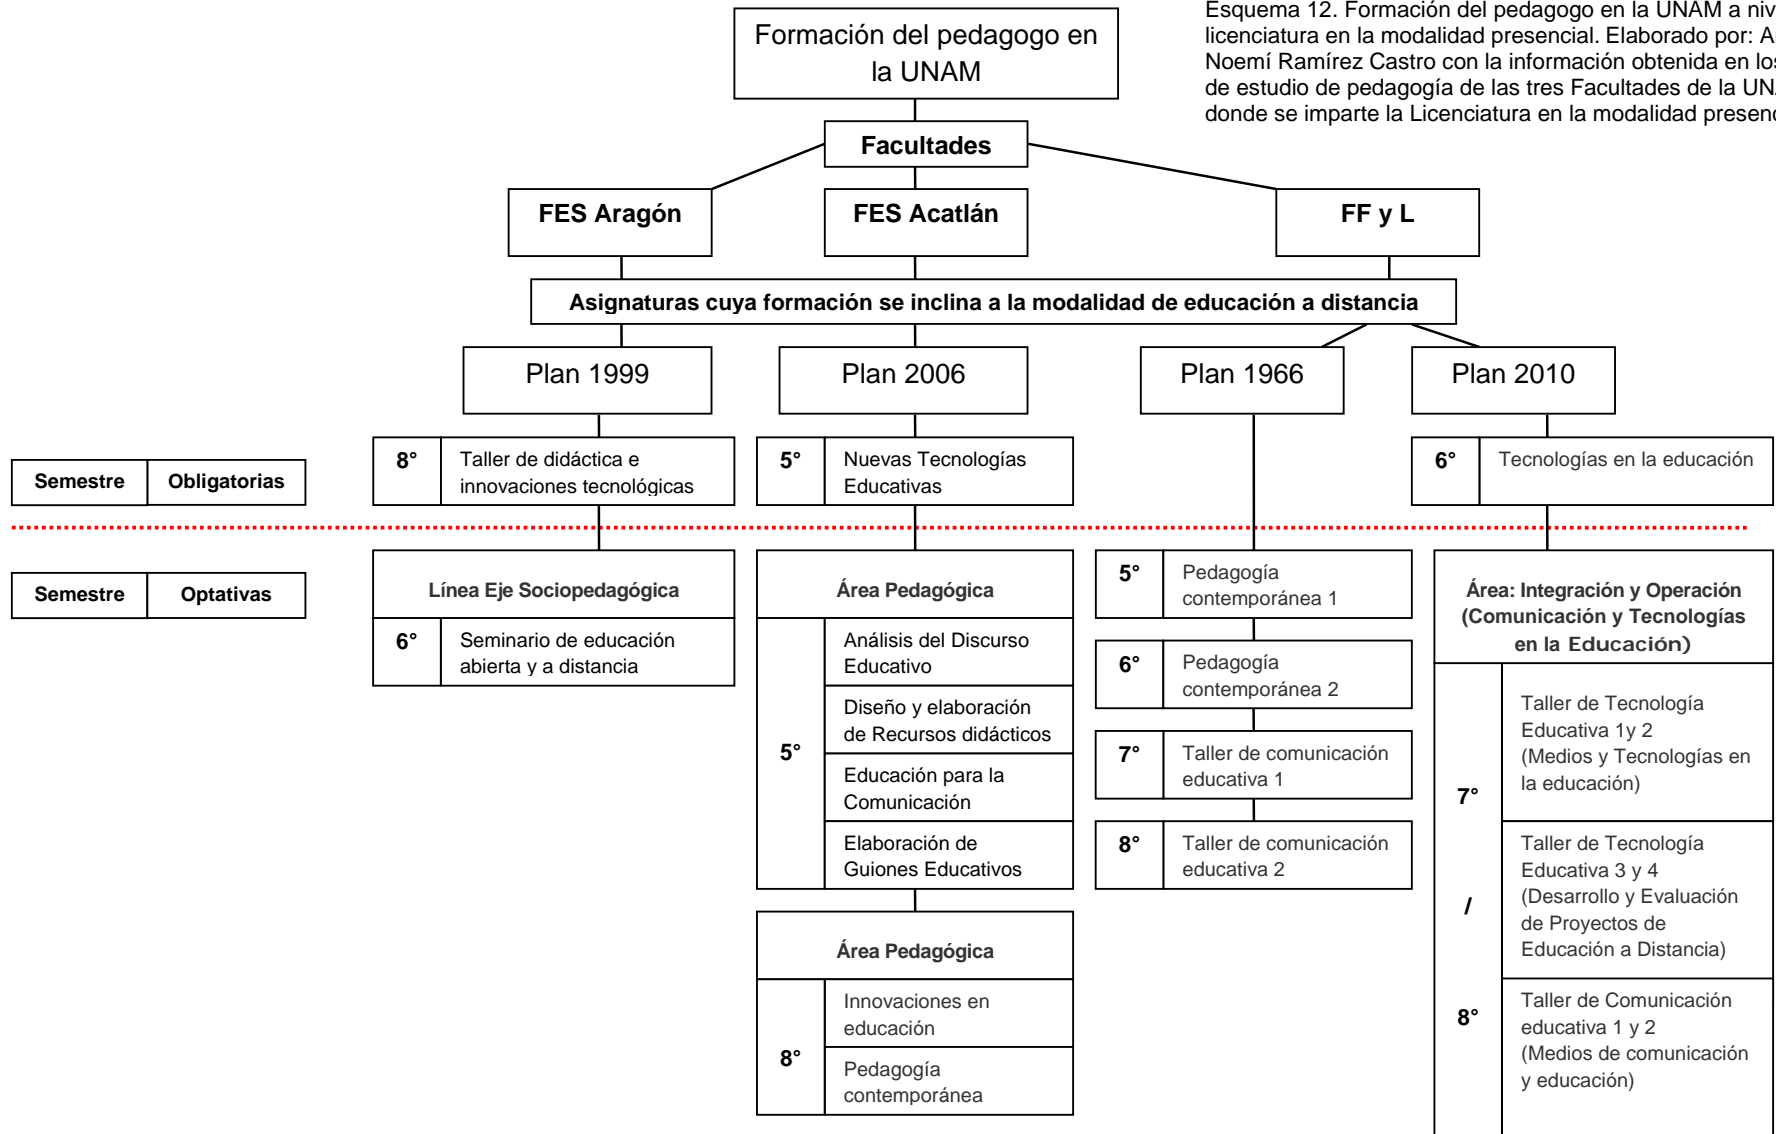 Esquema 12. Formación del pedagogo en la UNAM a
licenciatura en la modalidad presencial. Elaborado por:
Noemí Ramírez Castro con la información obtenida en
de estudio de pedagogía de las tres Facultades de la
donde se imparte la Licenciatura en la modalidad
Formación del pedagogo en
la UNAM
Facultades
FES Aragón
FES Acatlán
FF y L
Asignaturas cuya formación se inclina a la modalidad de educación a distancia
Plan 1999
Plan 2006
Plan 1966
Plan 2010
Semestre
Obligatorias
8°
Taller de didáctica e
innovaciones tecnológicas
5°
Nuevas Tecnologías
Educativas
6°
Tecnologías en la educación
Semestre
Optativas
Línea Eje Sociopedagógica
6°
Seminario de educación
abierta y a distancia
Área Pedagógica
5°
Análisis del Discurso
Educativo
Diseño y elaboración
de Recursos didácticos
Educación para la
Comunicación
Elaboración de
Guiones Educativos
Área Pedagógica
8°
Innovaciones en
educación
Pedagogía
contemporánea
5°
Pedagogía
contemporánea 1
6°
Pedagogía
contemporánea 2
7°
Taller de comunicación
educativa 1
8°
Taller de comunicación
educativa 2
Área: Integración y Operación
(Comunicación y Tecnologías
en la Educación)
7°
/
8°
Taller de Tecnología
Educativa 1y 2
(Medios y Tecnologías en
la educación)
Taller de Tecnología
Educativa 3 y 4
(Desarrollo y Evaluación
de Proyectos de
Educación a Distancia)
Taller de Comunicación
educativa 1 y 2
(Medios de comunicación
y educación)